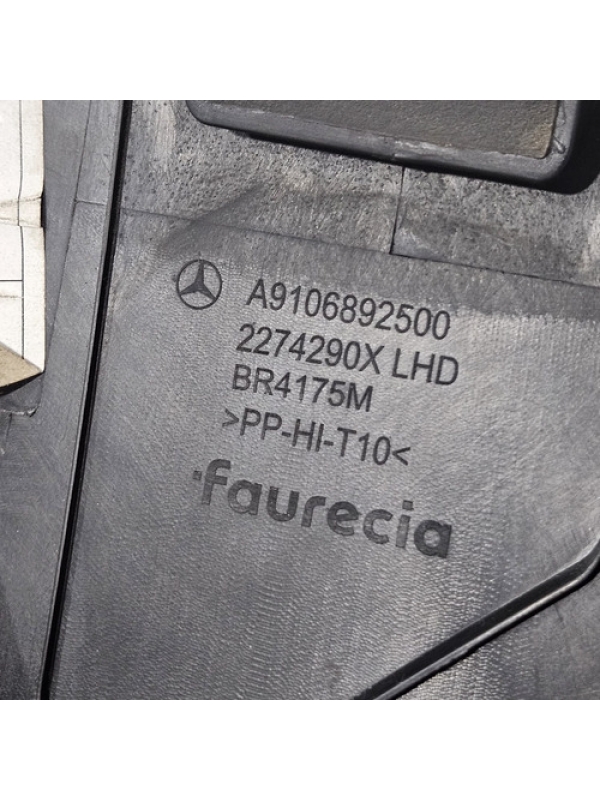 A9106892500
2274290X LHD
BR4175M
>PP-HI-T10<
faurecia